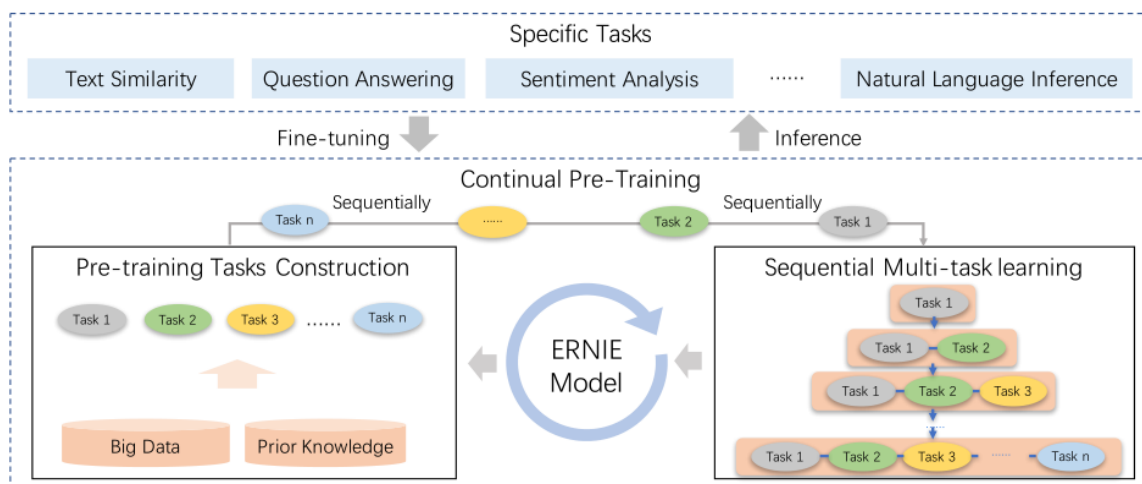 Specific Tasks
Text Similarity
Question Answering
Sentiment Analysis
......
Natural Language Inference
Fine-tuning
Inference
Continual Pre-Training
Sequentially
Sequentially
Task n
......
Task 2
Task 1
Pre-training Tasks Construction
Task 1
Task 2
Task 3
......
Task n
Big Data
Prior Knowledge
ERNIE
Model
Sequential Multi-task learning
Task 1
Task 1
Task 2
Task 1
Task 2
Task 3
......
Task 1
Task 2
Task 3
......
Task n